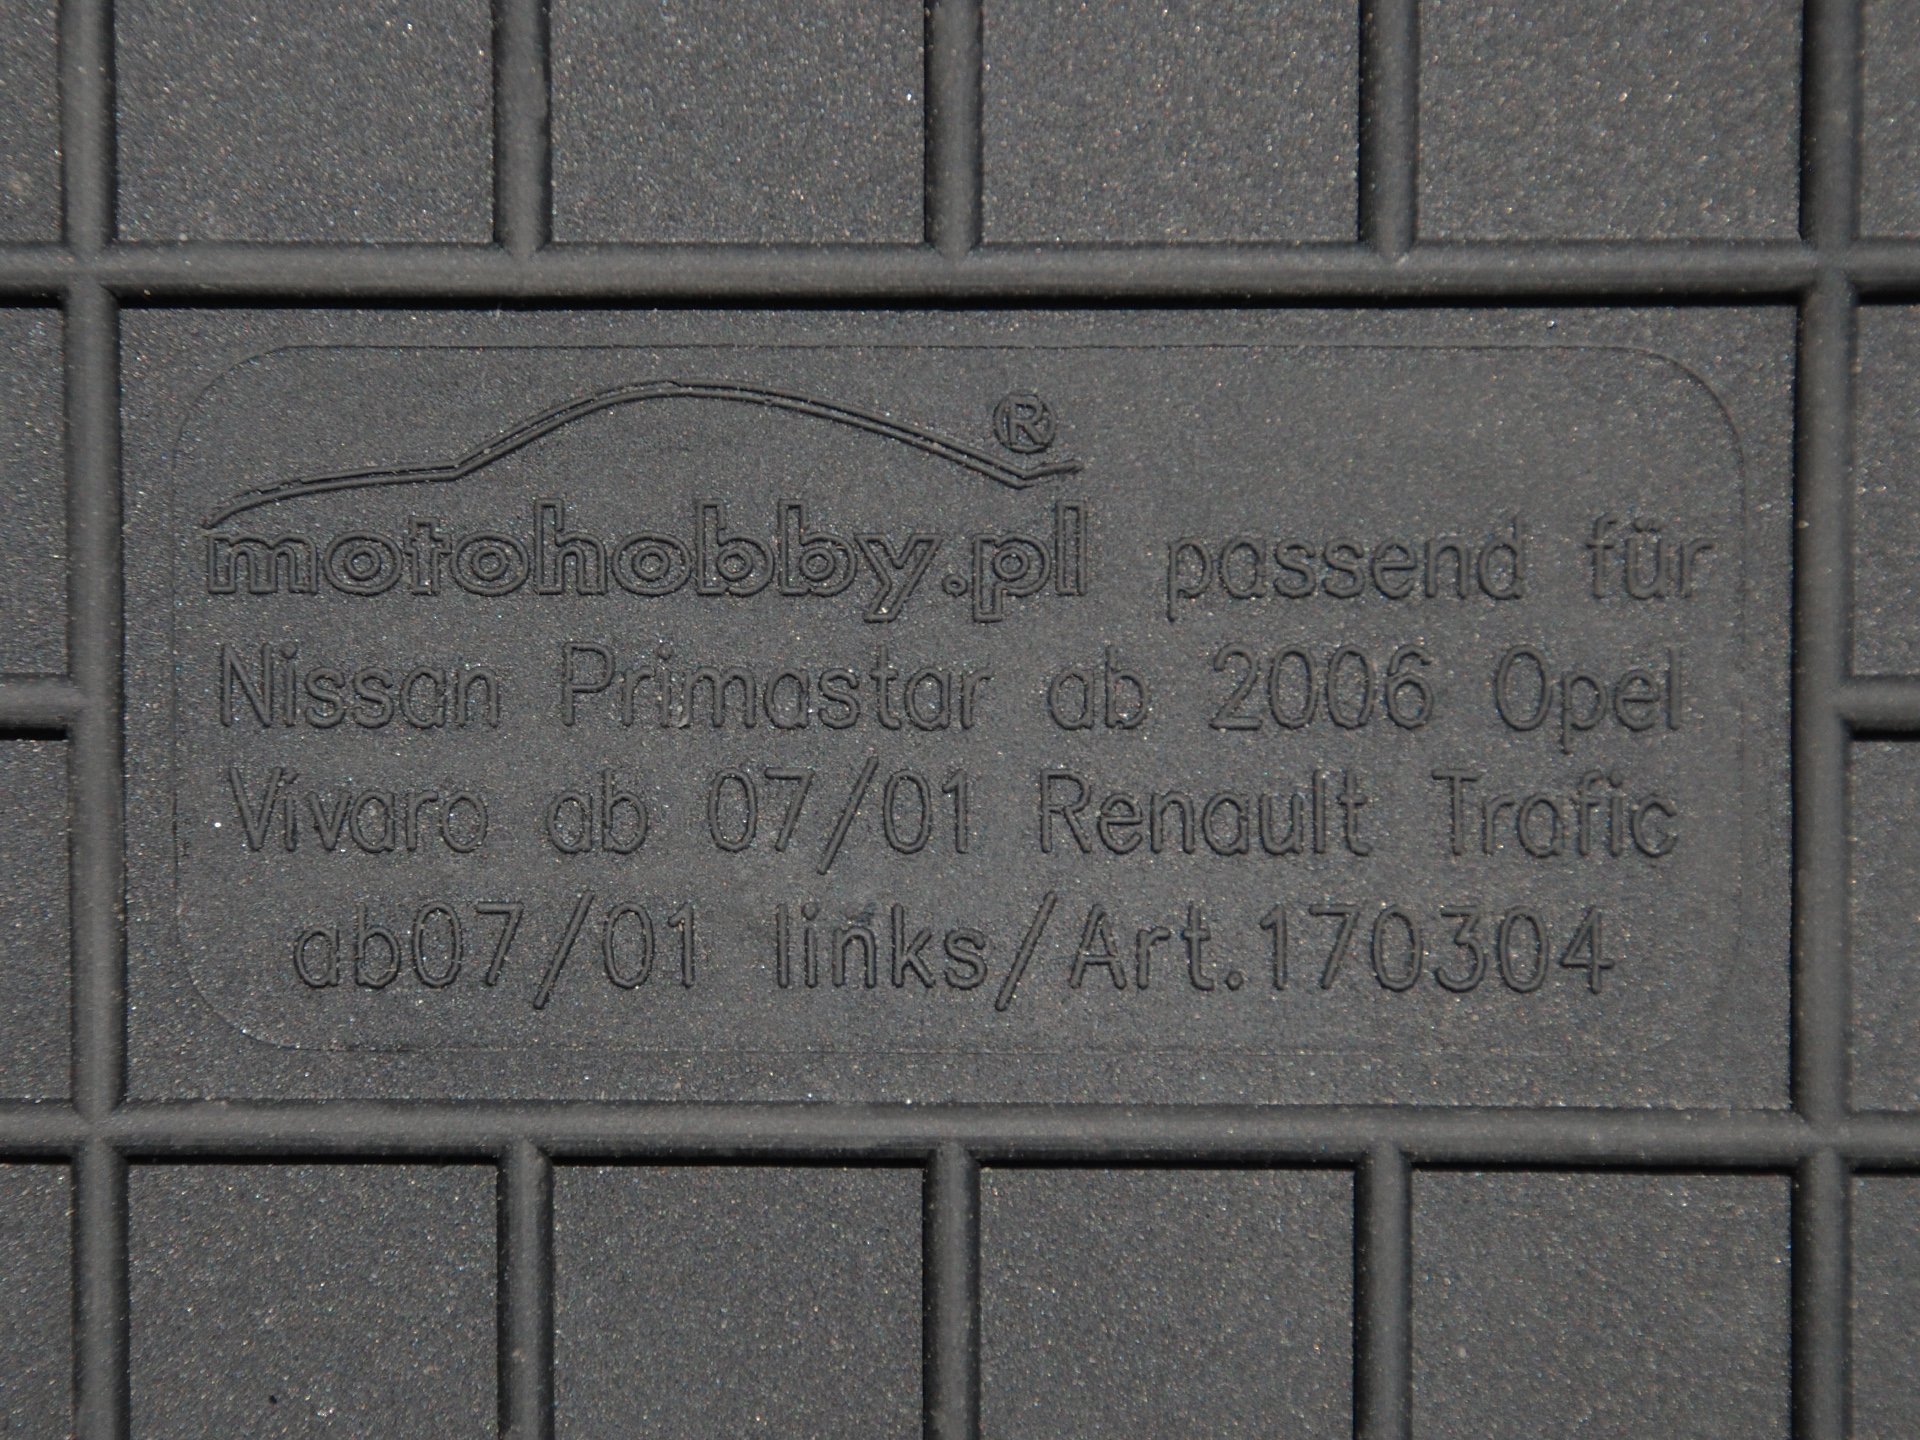 ®
motohobby.pl passend für
Nissan Primastar ab 2006 Opel
Vivaro ab 07/01 Renault Trafic
ab07/01 links/Art.170304